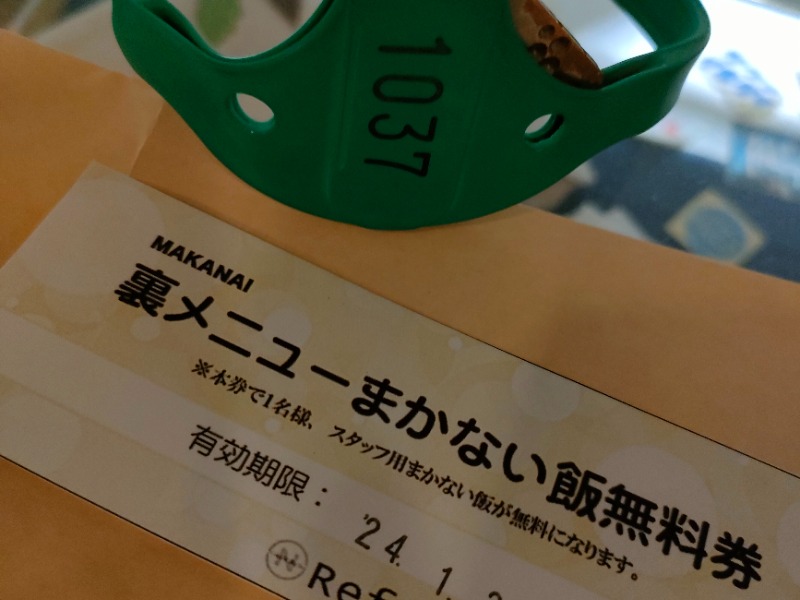 1037
MAKANAI
裏メニューまかない飯無料券
※本券で1名様、スタッフ用まかない飯が無料になります。
有効期限： '24. 1.